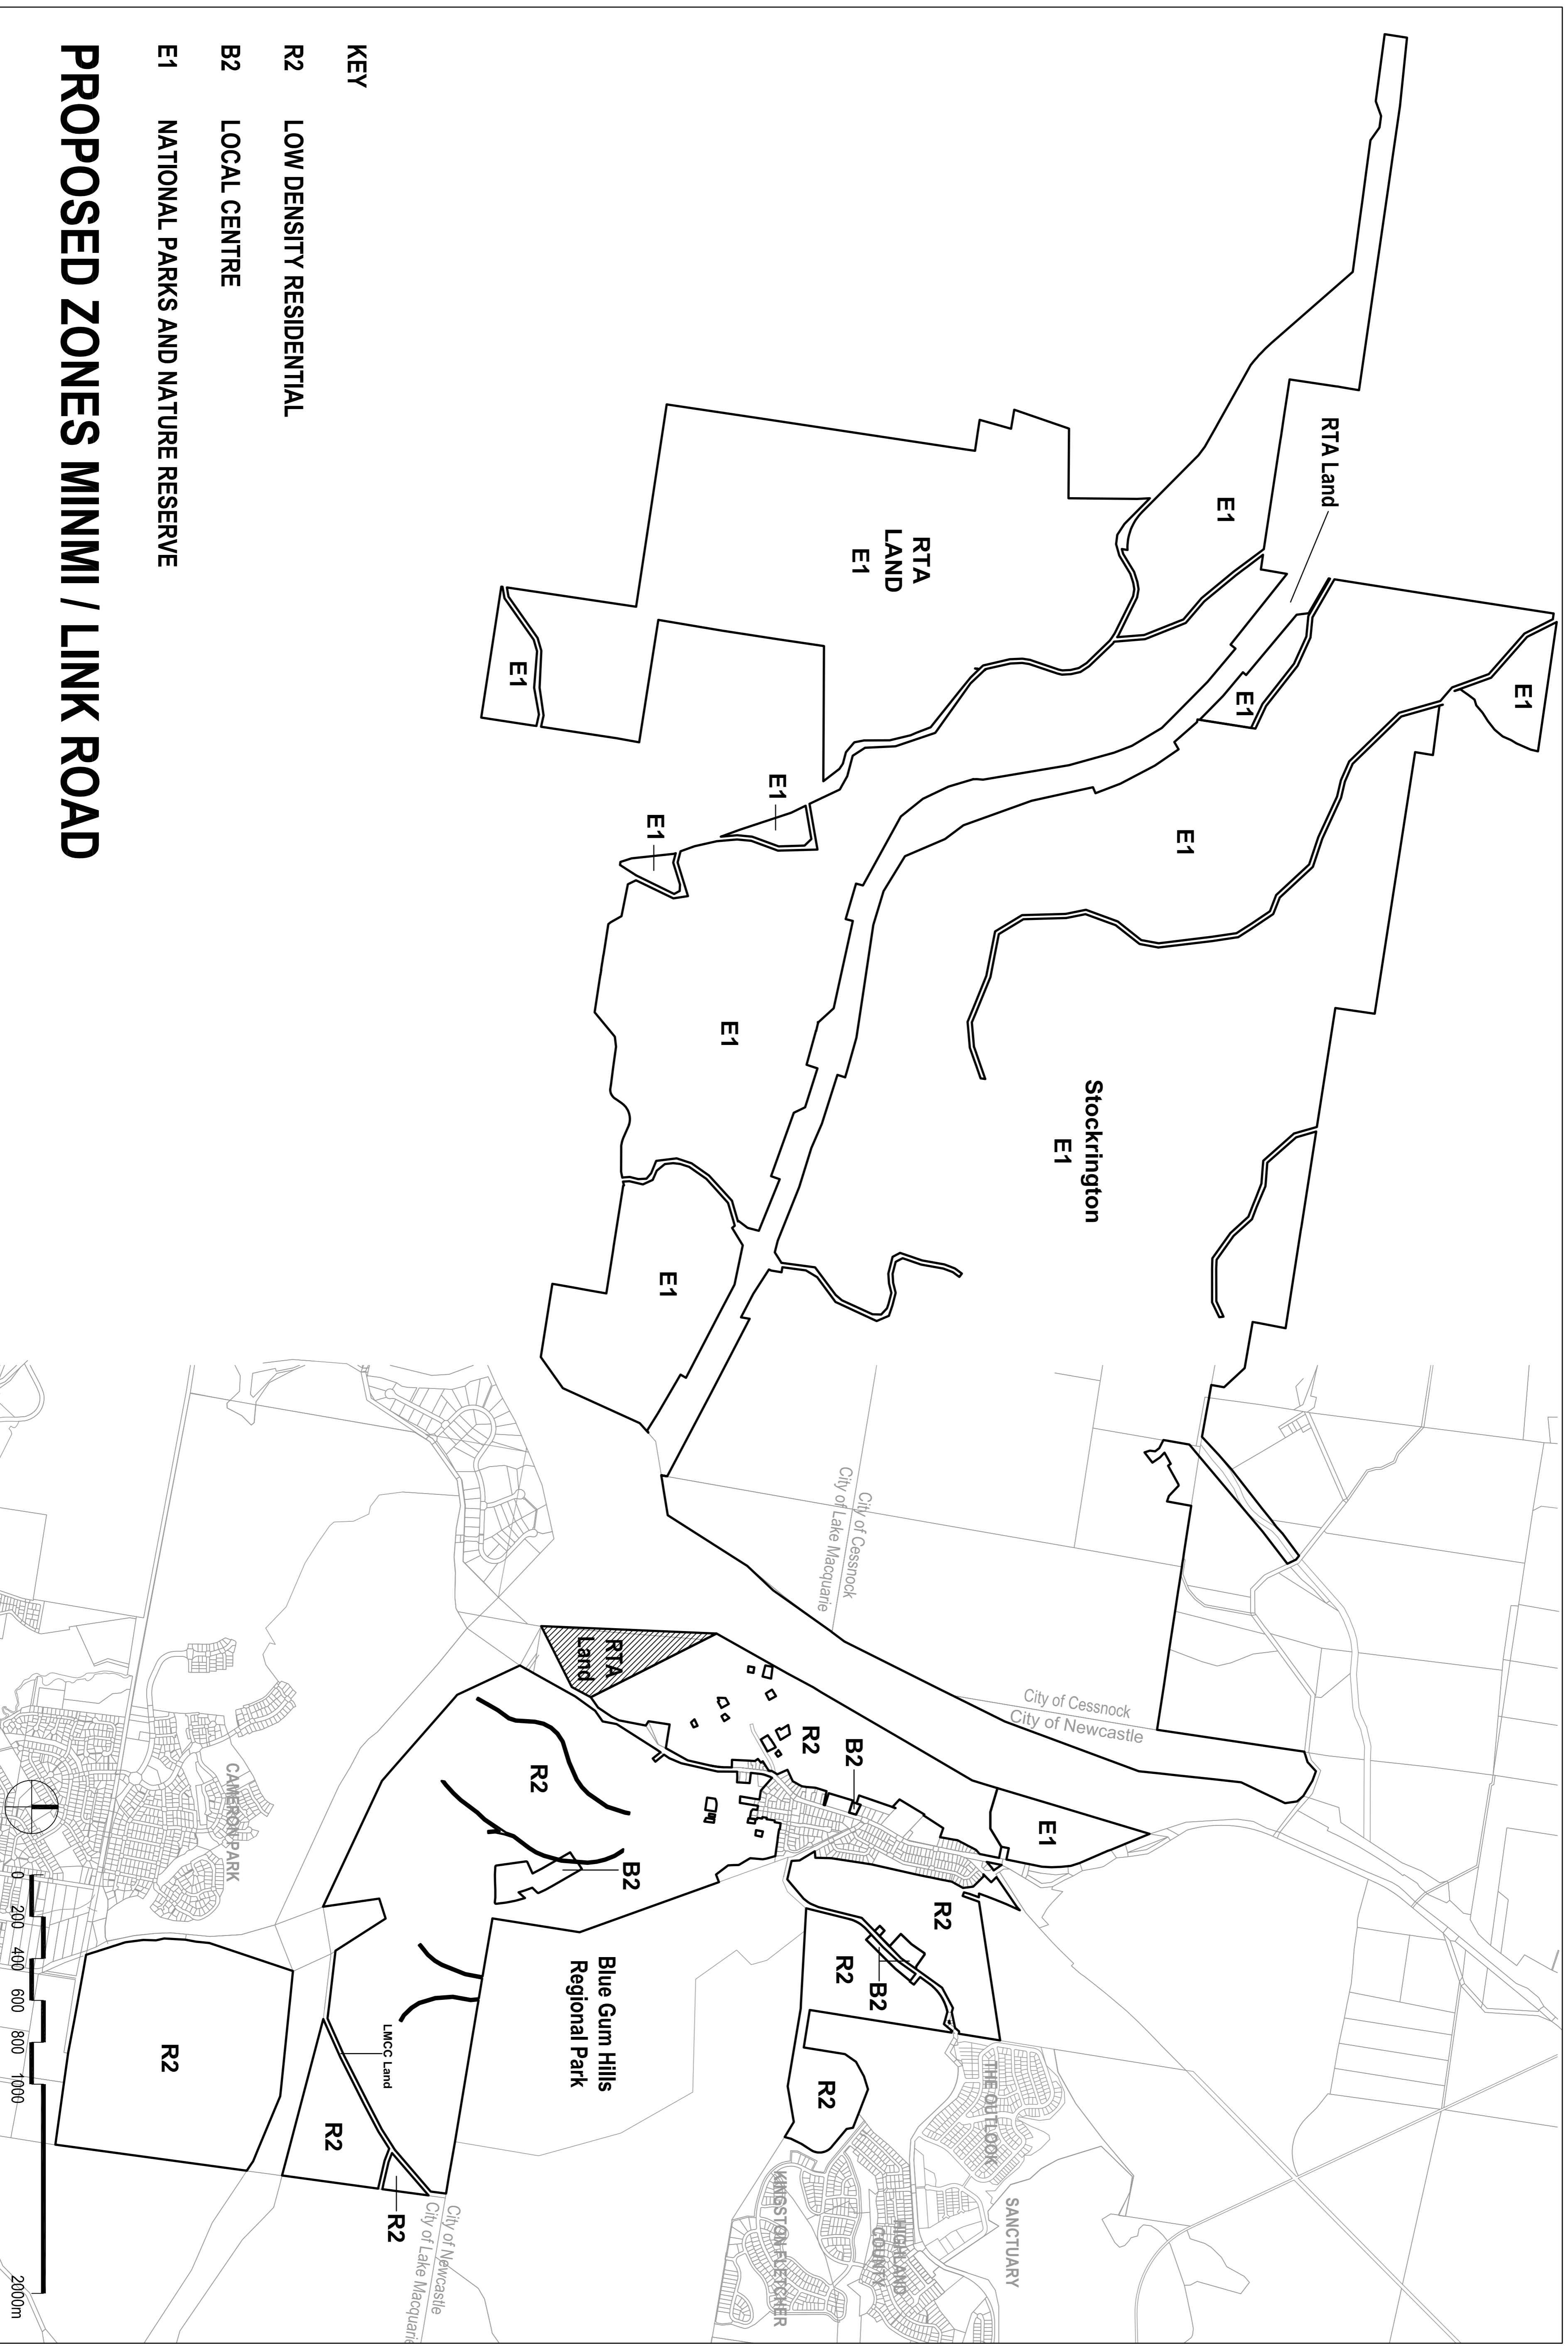 E1
RTA Land
E1
E1
RTA
LAND
E1
E1
E1
E1
E1
E1
Stockrington
E1
E1
City of Cessnock
City of Lake Macquarie
City of Cessnock
City of Newcastle
RTA
Land
R2
B2
E1
R2
B2
R2
R2
B2
Blue Gum Hills
Regional Park
R2
THE OUTLOOK
SANCTUARY
HIGHLAND
COUNTY
KINGSTON FLETCHER
CAMERON PARK
LMCC Land
R2
R2
R2
City of Newcastle
City of Lake Macquarie
KEY
R2 LOW DENSITY RESIDENTIAL
B2 LOCAL CENTRE
E1 NATIONAL PARKS AND NATURE RESERVE
PROPOSED ZONES MINMI / LINK ROAD
0 200 400 600 800 1000 2000m